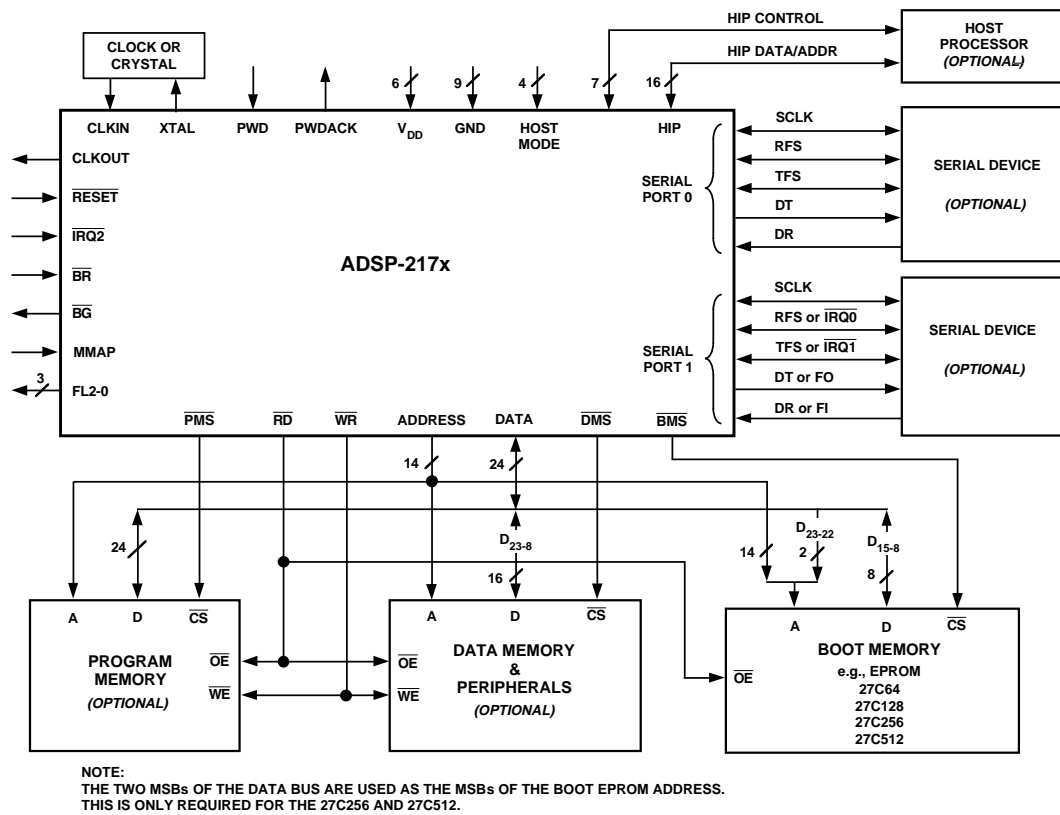 HIP CONTROL
HIP DATA/ADDR
HOST
PROCESSOR
(OPTIONAL)
CLOCK OR
CRYSTAL
6
9
4
7
16
CLKIN
XTAL
PWD
PWDACK
VDD
GND
HOST
MODE
HIP
CLKOUT
RESET
IRQ2
BR
BG
MMAP
3
FL2-0
ADSP-217x
SERIAL
PORT 0
SCLK
RFS
TFS
DT
DR
SERIAL DEVICE
(OPTIONAL)
SERIAL
PORT 1
SCLK
RFS or IRQ0
TFS or IRQ1
DT or FO
DR or FI
SERIAL DEVICE
(OPTIONAL)
PMS
RD
WR
ADDRESS
DATA
DMS
BMS
14
24
24
D23-8
16
14
D23-22
2
D15-8
8
A
D
CS
PROGRAM
MEMORY
(OPTIONAL)
OE
WE
A
D
CS
OE
WE
DATA MEMORY
&
PERIPHERALS
(OPTIONAL)
A
D
CS
OE
BOOT MEMORY
e.g., EPROM
27C64
27C128
27C256
27C512
NOTE:
THE TWO MSBs OF THE DATA BUS ARE USED AS THE MSBs OF THE BOOT EPROM ADDRESS.
THIS IS ONLY REQUIRED FOR THE 27C256 AND 27C512.